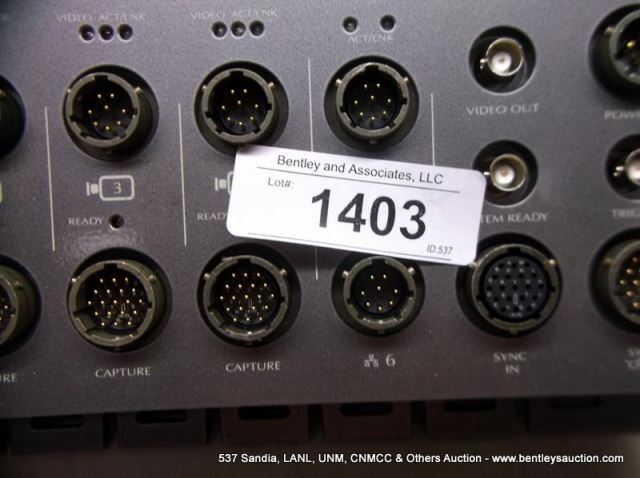 VIDEO ACT/LNK
VIDEO ACT/LNK
ACT/LNK
VIDEO OUT
POWE
Bentley and Associates, LLC
Lot#:
1403
ID:537
3
READY
READY
TEM READY
TRIG
URE
CAPTURE
CAPTURE
6
SYNC
IN
537 Sandia, LANL, UNM, CNMCC & Others Auction - www.bentleysauction.com